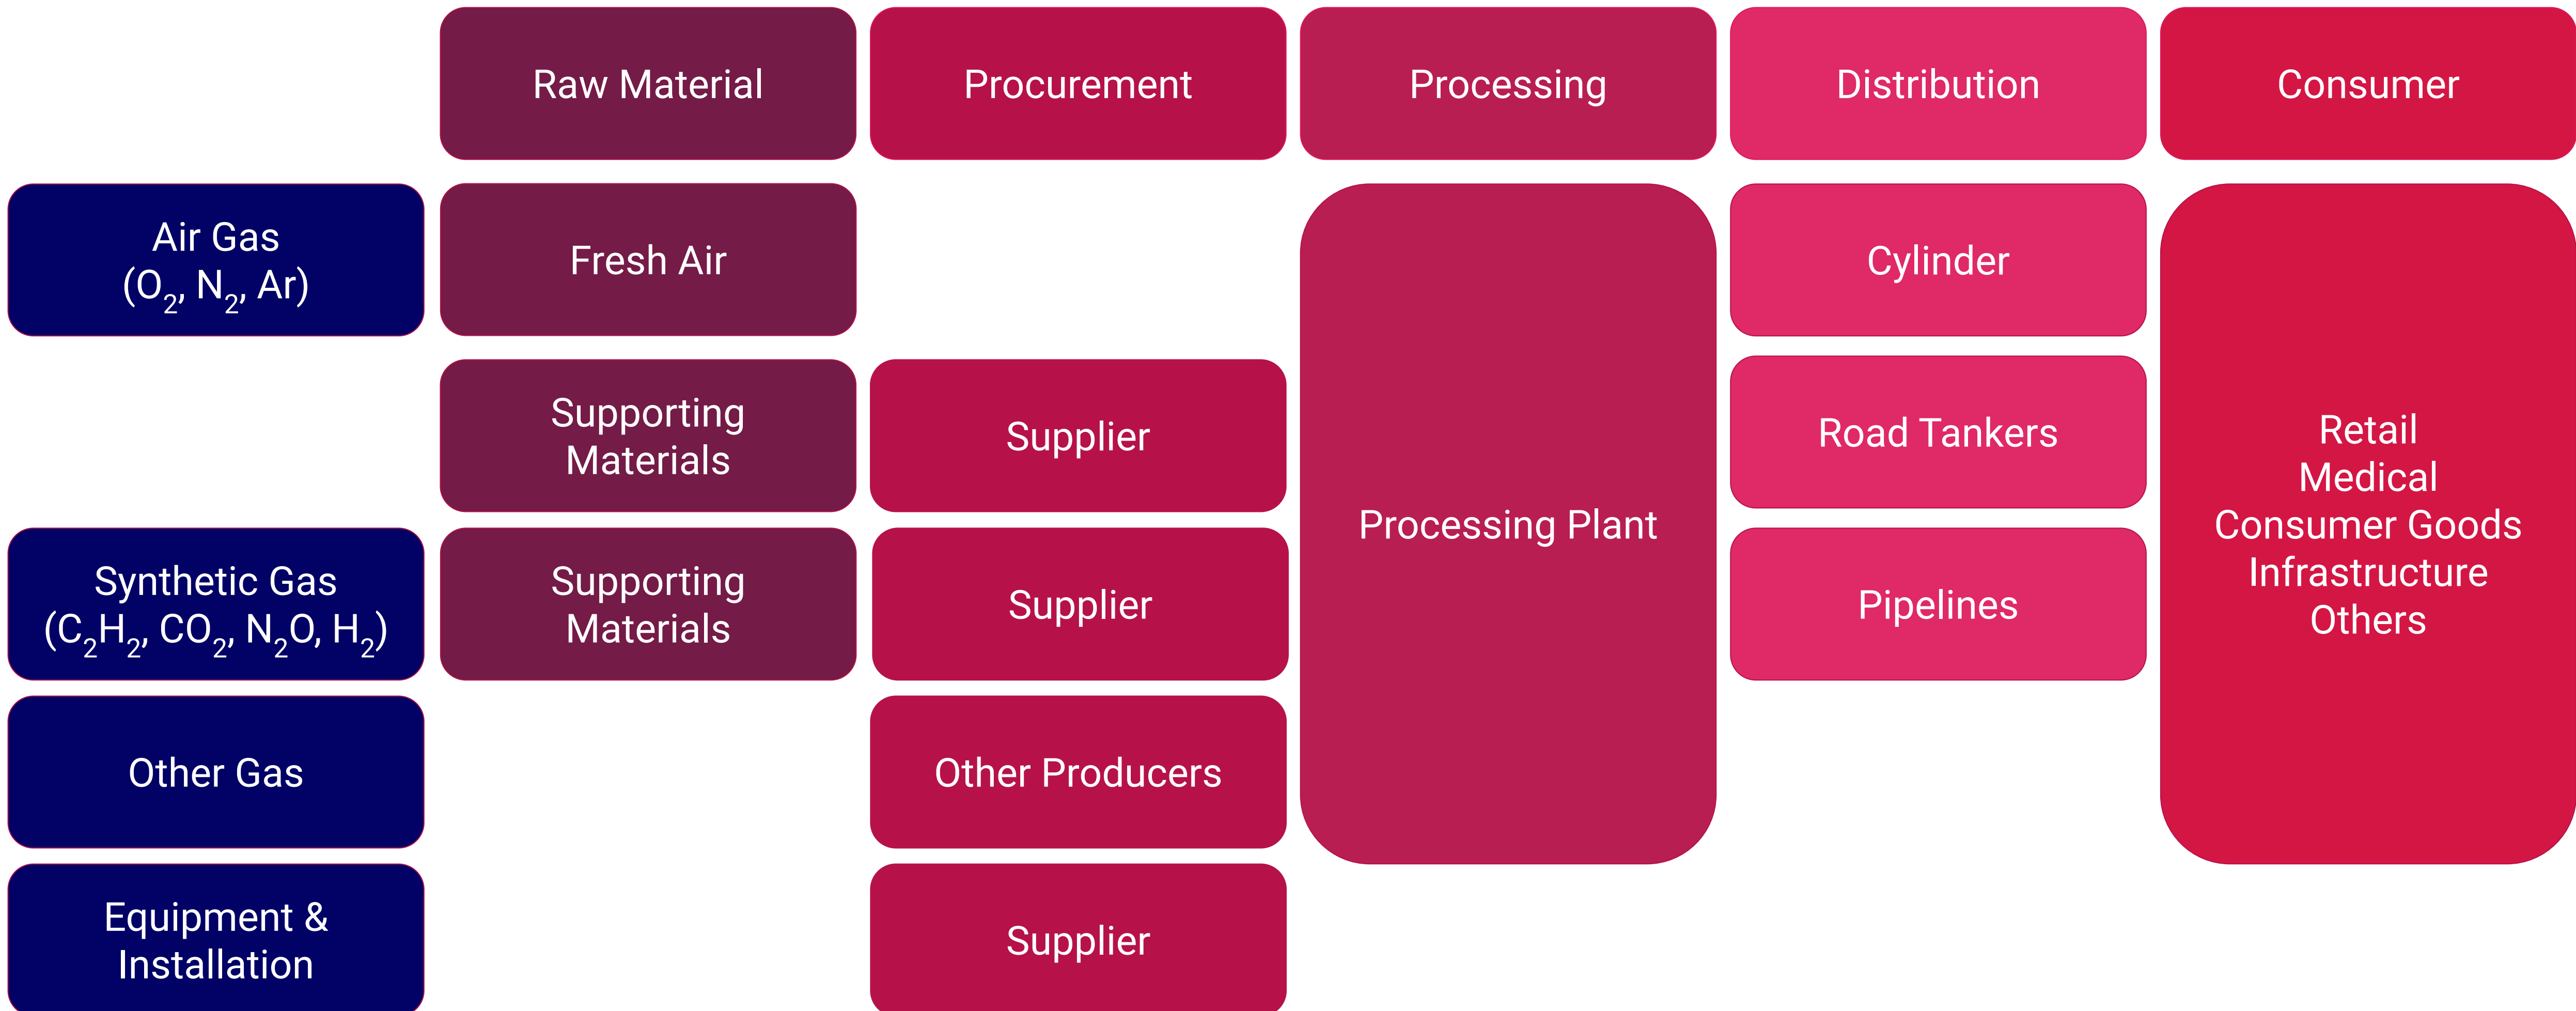 Raw Material
Procurement
Processing
Distribution
Consumer
Air Gas
(O₂, N₂, Ar)
Fresh Air
Cylinder
Supporting
Materials
Supplier
Road Tankers
Synthetic Gas
(C₂H₂, CO₂, N₂O, H₂)
Supporting
Materials
Supplier
Processing Plant
Pipelines
Retail
Medical
Consumer Goods
Infrastructure
Others
Other Gas
Other Producers
Equipment &
Installation
Supplier